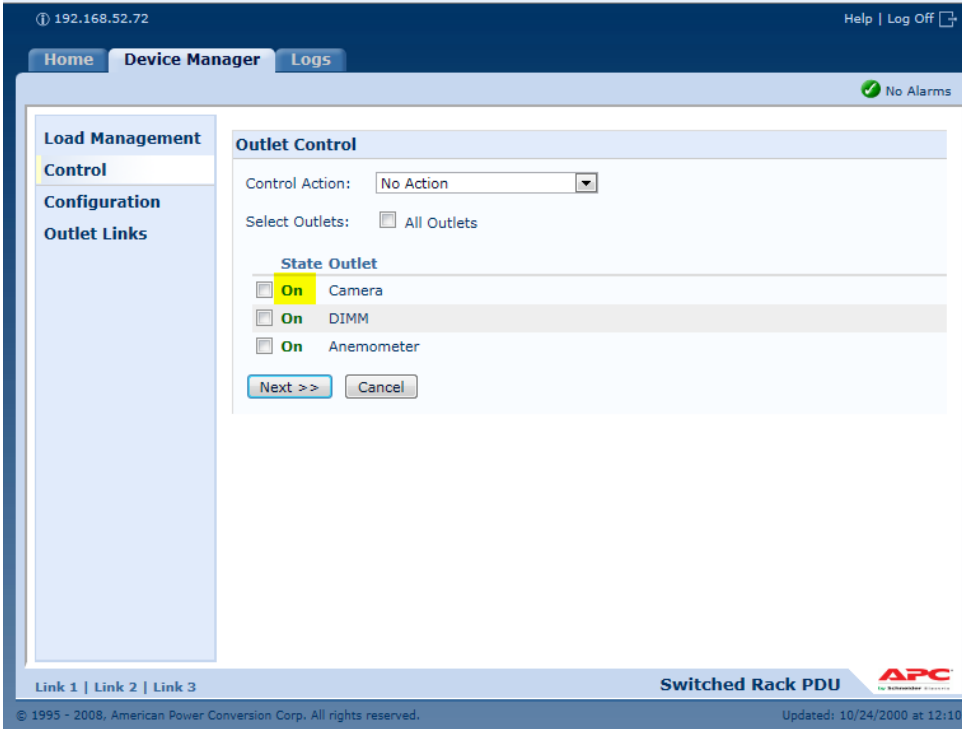 192.168.52.72
Help | Log Off
Home Device Manager Logs
No Alarms
Load Management
Control
Configuration
Outlet Links
Outlet Control
Control Action: No Action
Select Outlets: All Outlets
State Outlet
On Camera
On DIMM
On Anemometer
Next >> Cancel
Link 1 | Link 2 | Link 3
Switched Rack PDU
APC
by Schneider Electric
© 1995 - 2008, American Power Conversion Corp. All rights reserved.
Updated: 10/24/2000 at 12:10